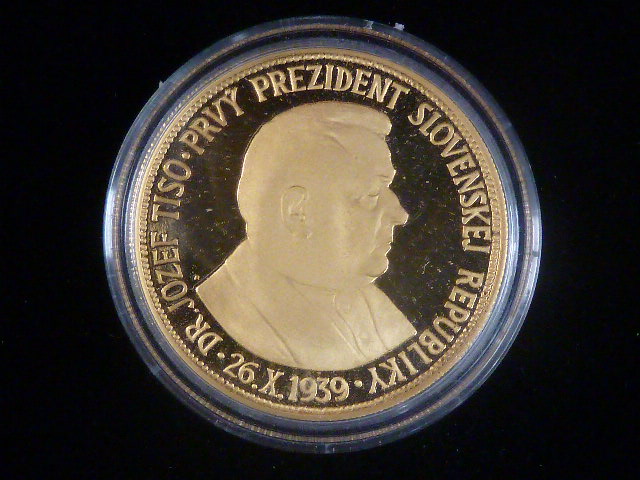 DR. JOZEF TISO · PRVÝ PREZIDENT SLOVENSKEJ REPUBLIKY ·
26. X. 1939 ·